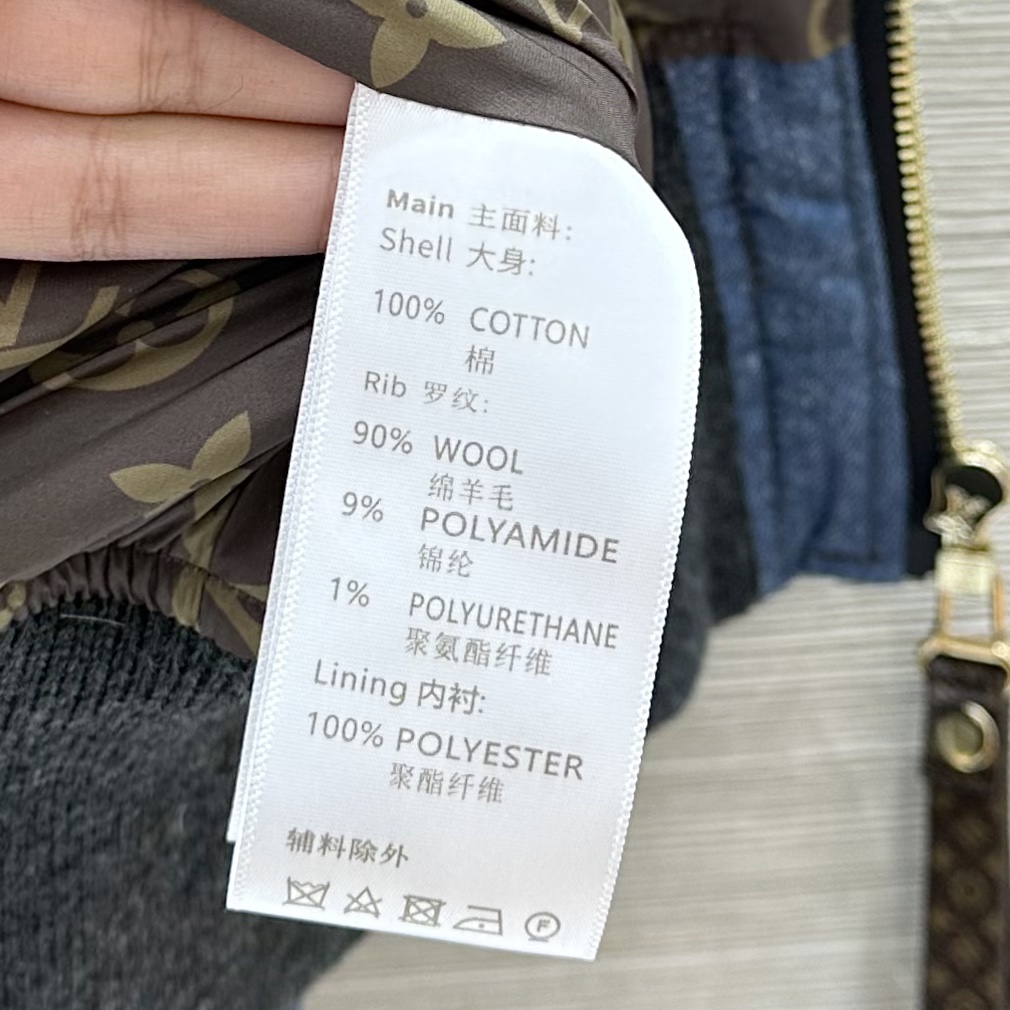 Main 主面料:
Shell 大身:
100% COTTON
棉
Rib 罗纹:
90% WOOL
绵羊毛
9% POLYAMIDE
锦纶
1% POLYURETHANE
聚氨酯纤维
Lining 内衬:
100% POLYESTER
聚酯纤维
辅料除外
F